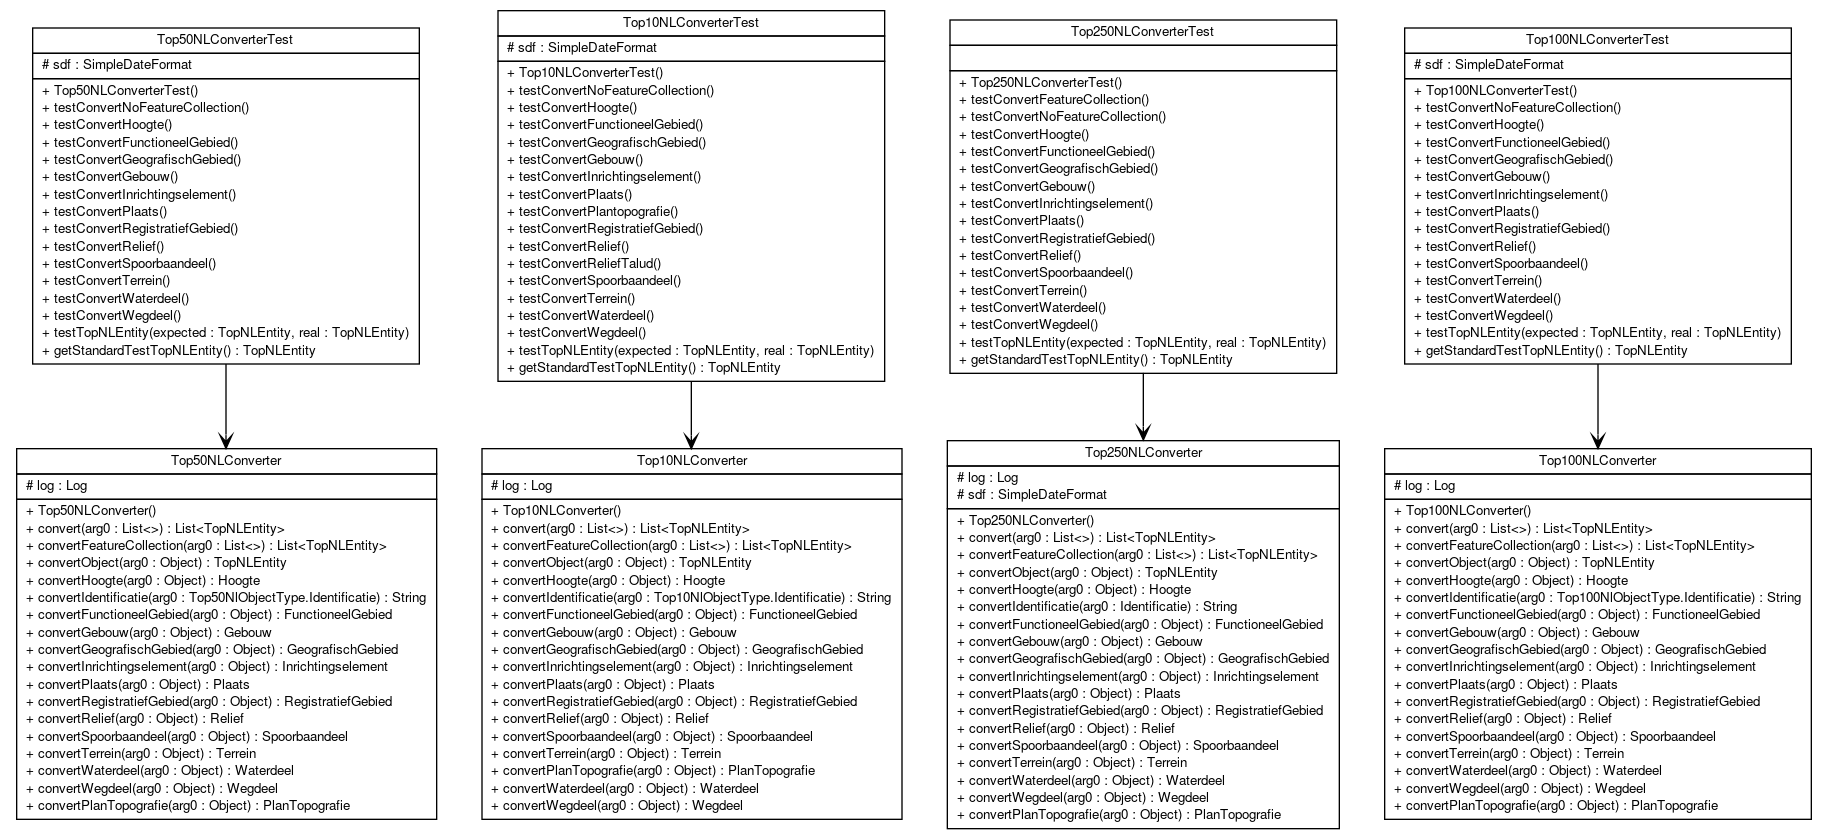 Top50NLConverterTest
# sdf : SimpleDateFormat
+ Top50NLConverterTest()
+ testConvertNoFeatureCollection()
+ testConvertHoogte()
+ testConvertFunctioneelGebied()
+ testConvertGeografischGebied()
+ testConvertGebouw()
+ testConvertInrichtingselement()
+ testConvertPlaats()
+ testConvertRegistratiefGebied()
+ testConvertRelief()
+ testConvertSpoorbaandeel()
+ testConvertTerrein()
+ testConvertWaterdeel()
+ testConvertWegdeel()
+ testTopNLEntity(expected : TopNLEntity, real : TopNLEntity)
+ getStandardTestTopNLEntity() : TopNLEntity
Top10NLConverterTest
# sdf : SimpleDateFormat
+ Top10NLConverterTest()
+ testConvertNoFeatureCollection()
+ testConvertHoogte()
+ testConvertFunctioneelGebied()
+ testConvertGeografischGebied()
+ testConvertGebouw()
+ testConvertInrichtingselement()
+ testConvertPlaats()
+ testConvertPlantopografie()
+ testConvertRegistratiefGebied()
+ testConvertRelief()
+ testConvertReliefTalud()
+ testConvertSpoorbaandeel()
+ testConvertTerrein()
+ testConvertWaterdeel()
+ testConvertWegdeel()
+ testTopNLEntity(expected : TopNLEntity, real : TopNLEntity)
+ getStandardTestTopNLEntity() : TopNLEntity
Top250NLConverterTest
+ Top250NLConverterTest()
+ testConvertFeatureCollection()
+ testConvertNoFeatureCollection()
+ testConvertHoogte()
+ testConvertFunctioneelGebied()
+ testConvertGeografischGebied()
+ testConvertGebouw()
+ testConvertInrichtingselement()
+ testConvertPlaats()
+ testConvertRegistratiefGebied()
+ testConvertRelief()
+ testConvertSpoorbaandeel()
+ testConvertTerrein()
+ testConvertWaterdeel()
+ testConvertWegdeel()
+ testTopNLEntity(expected : TopNLEntity, real : TopNLEntity)
+ getStandardTestTopNLEntity() : TopNLEntity
Top100NLConverterTest
# sdf : SimpleDateFormat
+ Top100NLConverterTest()
+ testConvertNoFeatureCollection()
+ testConvertHoogte()
+ testConvertFunctioneelGebied()
+ testConvertGeografischGebied()
+ testConvertGebouw()
+ testConvertInrichtingselement()
+ testConvertPlaats()
+ testConvertRegistratiefGebied()
+ testConvertRelief()
+ testConvertSpoorbaandeel()
+ testConvertTerrein()
+ testConvertWaterdeel()
+ testConvertWegdeel()
+ testTopNLEntity(expected : TopNLEntity, real : TopNLEntity)
+ getStandardTestTopNLEntity() : TopNLEntity
Top50NLConverter
# log : Log
+ Top50NLConverter()
+ convert(arg0 : List<>) : List<TopNLEntity>
+ convertFeatureCollection(arg0 : List<>) : List<TopNLEntity>
+ convertObject(arg0 : Object) : TopNLEntity
+ convertHoogte(arg0 : Object) : Hoogte
+ convertIdentificatie(arg0 : Top50NlObjectType.Identificatie) : String
+ convertFunctioneelGebied(arg0 : Object) : FunctioneelGebied
+ convertGebouw(arg0 : Object) : Gebouw
+ convertGeografischGebied(arg0 : Object) : GeografischGebied
+ convertInrichtingselement(arg0 : Object) : Inrichtingselement
+ convertPlaats(arg0 : Object) : Plaats
+ convertRegistratiefGebied(arg0 : Object) : RegistratiefGebied
+ convertRelief(arg0 : Object) : Relief
+ convertSpoorbaandeel(arg0 : Object) : Spoorbaandeel
+ convertTerrein(arg0 : Object) : Terrein
+ convertWaterdeel(arg0 : Object) : Waterdeel
+ convertWegdeel(arg0 : Object) : Wegdeel
+ convertPlanTopografie(arg0 : Object) : PlanTopografie
Top10NLConverter
# log : Log
+ Top10NLConverter()
+ convert(arg0 : List<>) : List<TopNLEntity>
+ convertFeatureCollection(arg0 : List<>) : List<TopNLEntity>
+ convertObject(arg0 : Object) : TopNLEntity
+ convertHoogte(arg0 : Object) : Hoogte
+ convertIdentificatie(arg0 : Top10NlObjectType.Identificatie) : String
+ convertFunctioneelGebied(arg0 : Object) : FunctioneelGebied
+ convertGebouw(arg0 : Object) : Gebouw
+ convertGeografischGebied(arg0 : Object) : GeografischGebied
+ convertInrichtingselement(arg0 : Object) : Inrichtingselement
+ convertPlaats(arg0 : Object) : Plaats
+ convertRegistratiefGebied(arg0 : Object) : RegistratiefGebied
+ convertRelief(arg0 : Object) : Relief
+ convertSpoorbaandeel(arg0 : Object) : Spoorbaandeel
+ convertTerrein(arg0 : Object) : Terrein
+ convertPlanTopografie(arg0 : Object) : PlanTopografie
+ convertWaterdeel(arg0 : Object) : Waterdeel
+ convertWegdeel(arg0 : Object) : Wegdeel
Top250NLConverter
# log : Log
# sdf : SimpleDateFormat
+ Top250NLConverter()
+ convert(arg0 : List<>) : List<TopNLEntity>
+ convertFeatureCollection(arg0 : List<>) : List<TopNLEntity>
+ convertObject(arg0 : Object) : TopNLEntity
+ convertHoogte(arg0 : Object) : Hoogte
+ convertIdentificatie(arg0 : Identificatie) : String
+ convertFunctioneelGebied(arg0 : Object) : FunctioneelGebied
+ convertGebouw(arg0 : Object) : Gebouw
+ convertGeografischGebied(arg0 : Object) : GeografischGebied
+ convertInrichtingselement(arg0 : Object) : Inrichtingselement
+ convertPlaats(arg0 : Object) : Plaats
+ convertRegistratiefGebied(arg0 : Object) : RegistratiefGebied
+ convertRelief(arg0 : Object) : Relief
+ convertSpoorbaandeel(arg0 : Object) : Spoorbaandeel
+ convertTerrein(arg0 : Object) : Terrein
+ convertWaterdeel(arg0 : Object) : Waterdeel
+ convertWegdeel(arg0 : Object) : Wegdeel
+ convertPlanTopografie(arg0 : Object) : PlanTopografie
Top100NLConverter
# log : Log
+ Top100NLConverter()
+ convert(arg0 : List<>) : List<TopNLEntity>
+ convertFeatureCollection(arg0 : List<>) : List<TopNLEntity>
+ convertObject(arg0 : Object) : TopNLEntity
+ convertHoogte(arg0 : Object) : Hoogte
+ convertIdentificatie(arg0 : Top100NlObjectType.Identificatie) : String
+ convertFunctioneelGebied(arg0 : Object) : FunctioneelGebied
+ convertGebouw(arg0 : Object) : Gebouw
+ convertGeografischGebied(arg0 : Object) : GeografischGebied
+ convertInrichtingselement(arg0 : Object) : Inrichtingselement
+ convertPlaats(arg0 : Object) : Plaats
+ convertRegistratiefGebied(arg0 : Object) : RegistratiefGebied
+ convertRelief(arg0 : Object) : Relief
+ convertSpoorbaandeel(arg0 : Object) : Spoorbaandeel
+ convertTerrein(arg0 : Object) : Terrein
+ convertWaterdeel(arg0 : Object) : Waterdeel
+ convertWegdeel(arg0 : Object) : Wegdeel
+ convertPlanTopografie(arg0 : Object) : PlanTopografie